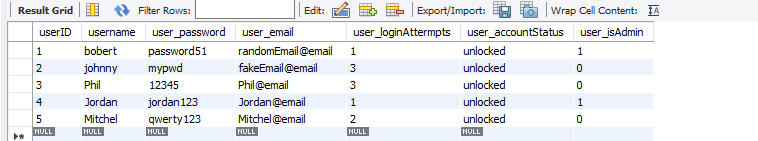 Result Grid Filter Rows: Edit: Export/Import: Wrap Cell Content: IA
userID username user_password user_email user_loginAttermpts user_accountStatus user_isAdmin
1 bobert password51 randomEmail@email 1 unlocked 1
2 johnny mypwd fakeEmail@email 3 unlocked 0
3 Phil 12345 Phil@email 3 unlocked 0
4 Jordan jordan123 Jordan@email 1 unlocked 1
5 Mitchel qwerty123 Mitchel@email 2 unlocked 0
NULL NULL NULL NULL NULL NULL NULL